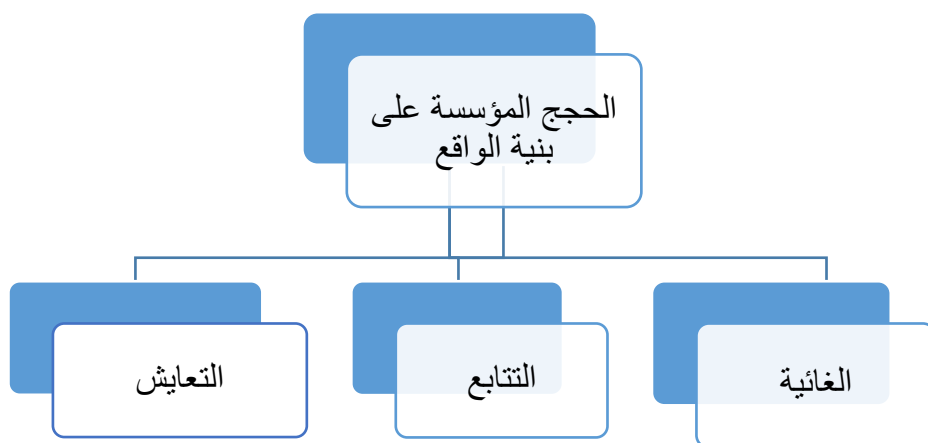 الحجج المؤسسة على
بنية الواقع
الغائية
التتابع
التعايش